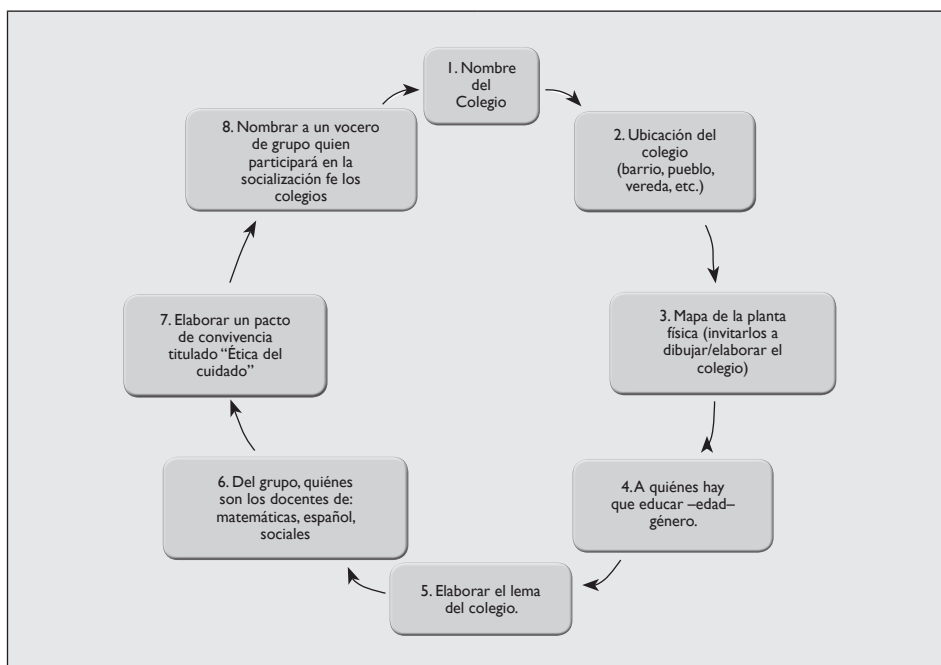 1. Nombre
del
Colegio
2. Ubicación del
colegio
(barrio, pueblo,
vereda, etc.)
3. Mapa de la planta
física (invitarlos a
dibujar/elaborar el
colegio)
4. A quiénes hay
que educar –edad–
género.
5. Elaborar el lema
del colegio.
6. Del grupo, quiénes
son los docentes de:
matemáticas, español,
sociales
7. Elaborar un pacto
de convivencia
titulado “Ética del
cuidado”
8. Nombrar a un vocero
de grupo quien
participará en la
socialización fe los
colegios